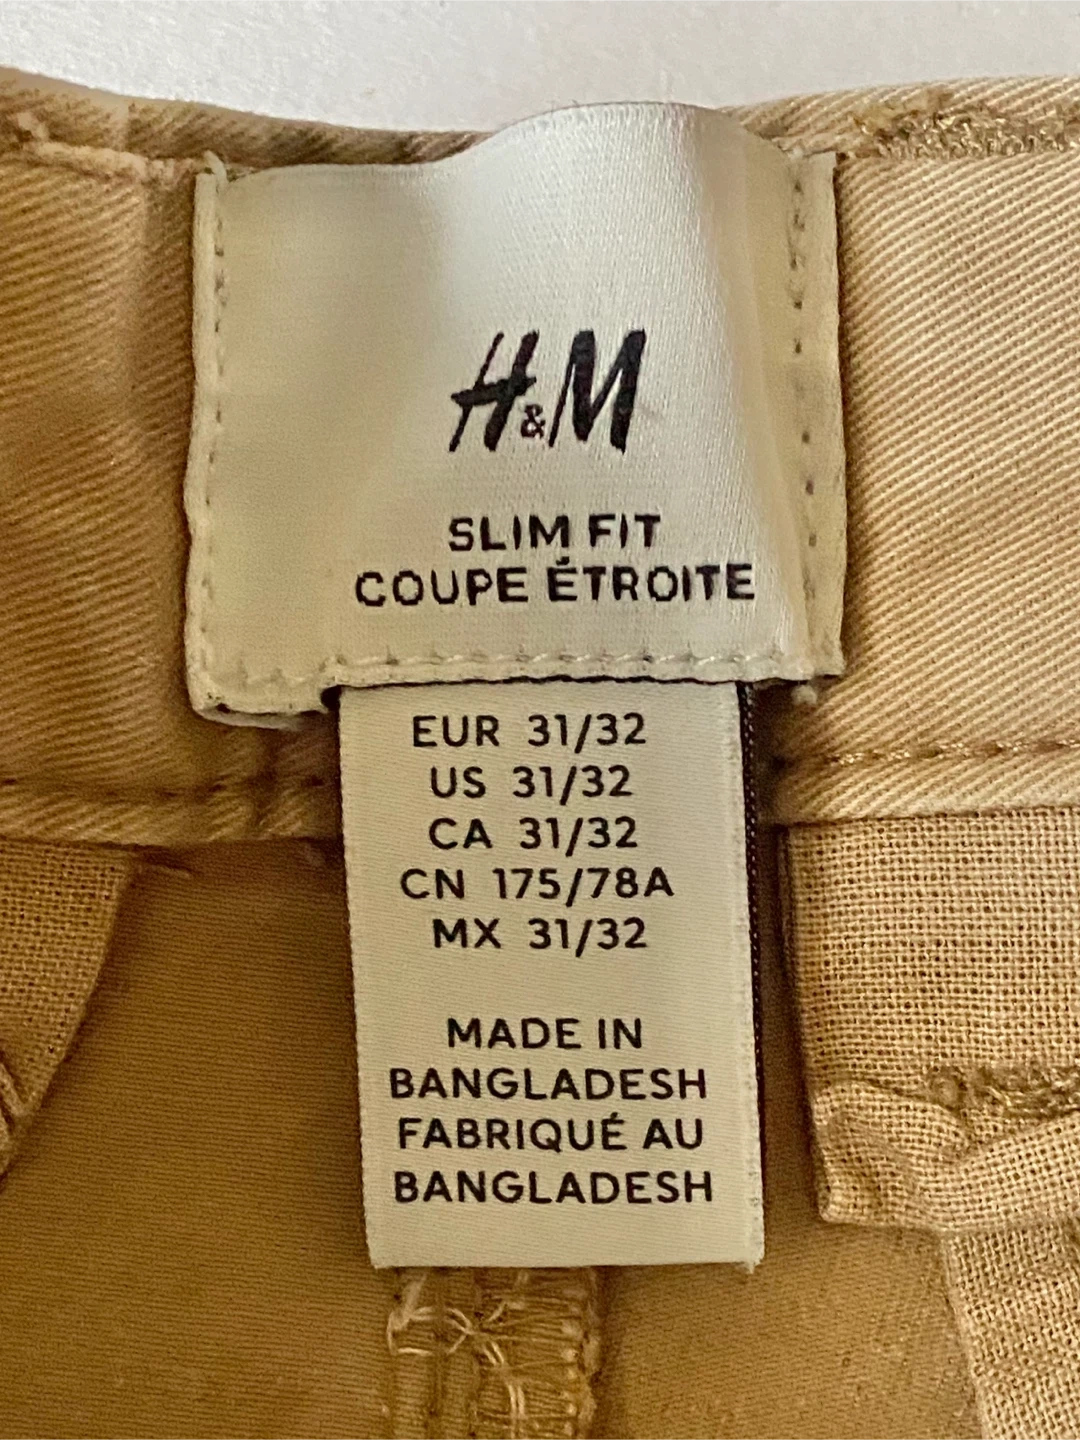 H&M
SLIM FIT
COUPE ÉTROITE
EUR 31/32
US 31/32
CA 31/32
CN 175/78A
MX 31/32
MADE IN
BANGLADESH
FABRIQUÉ AU
BANGLADESH